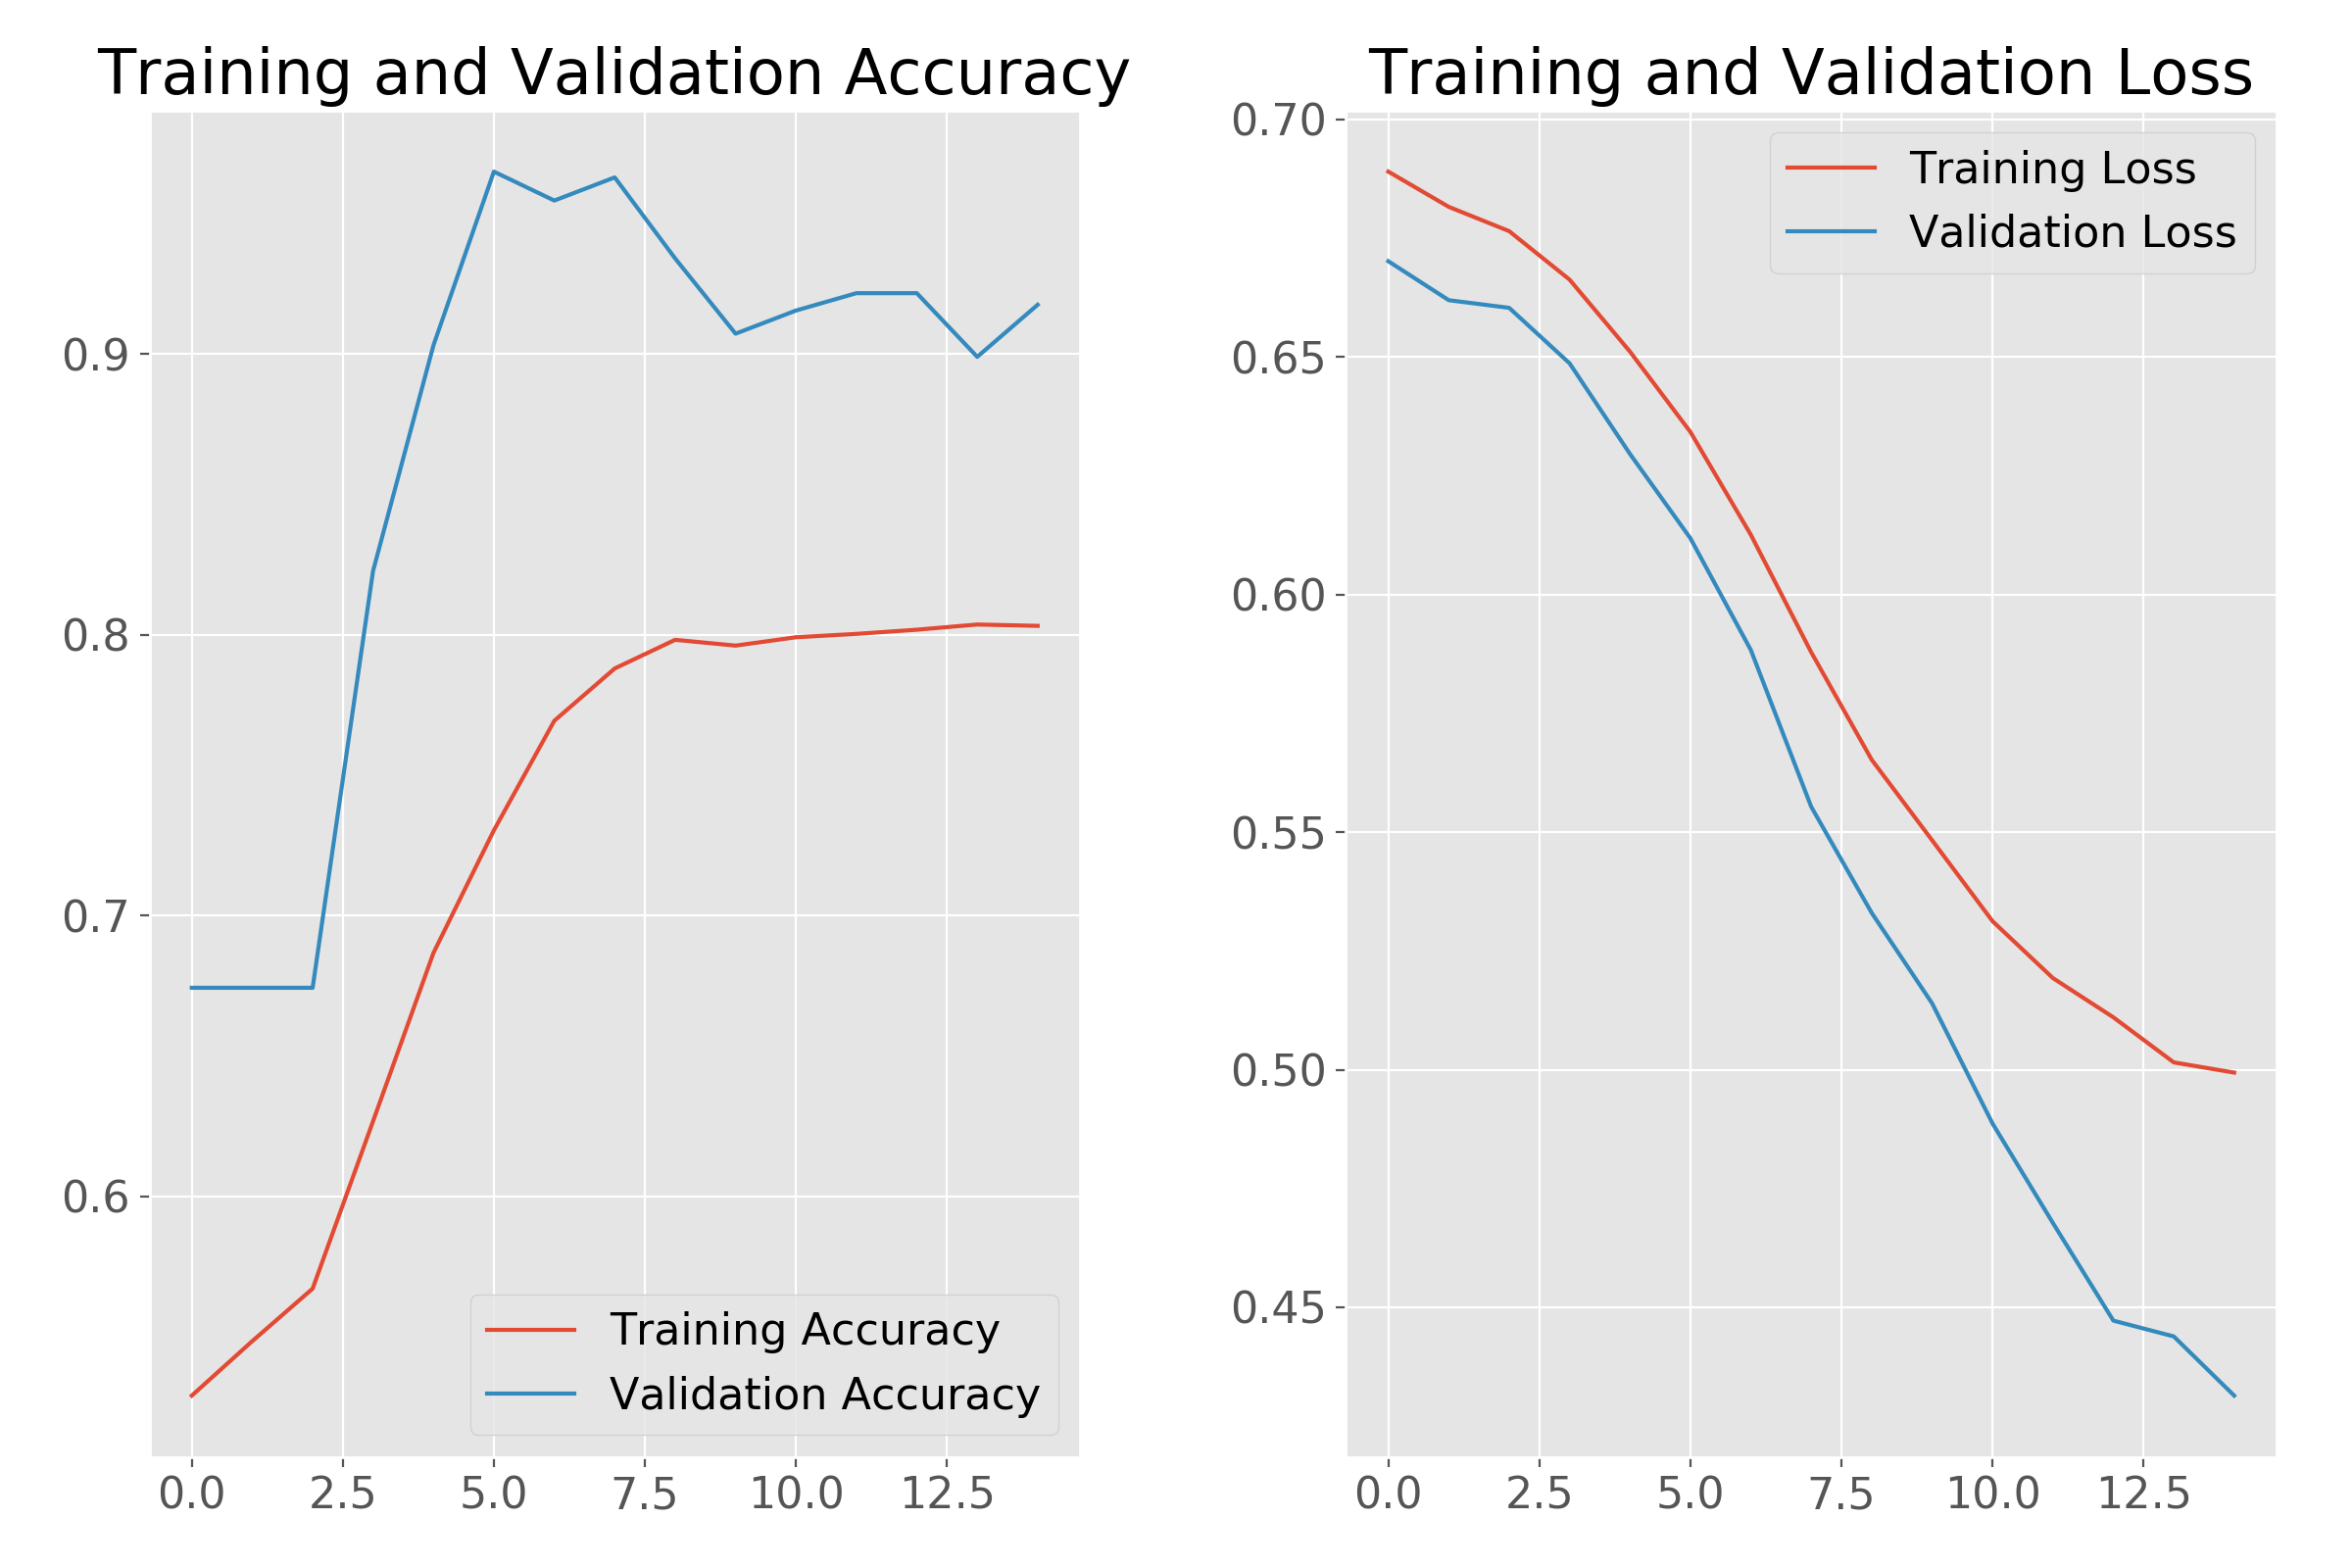 Training and Validation Accuracy
0.9
0.8
0.7
0.6
Training Accuracy
Validation Accuracy
0.0 2.5 5.0 7.5 10.0 12.5
Training and Validation Loss
0.70
Training Loss
Validation Loss
0.65
0.60
0.55
0.50
0.45
0.0 2.5 5.0 7.5 10.0 12.5